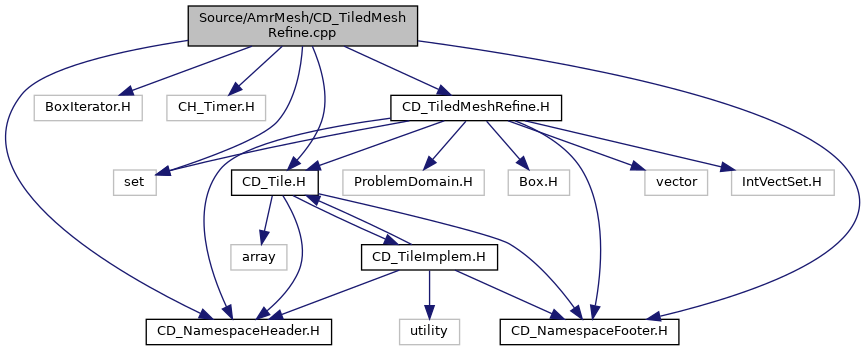 Source/AmrMesh/CD_TiledMesh
Refine.cpp
BoxIterator.H
CH_Timer.H
CD_TiledMeshRefine.H
set
CD_Tile.H
ProblemDomain.H
Box.H
vector
IntVectSet.H
array
CD_TileImplem.H
CD_NamespaceHeader.H
utility
CD_NamespaceFooter.H